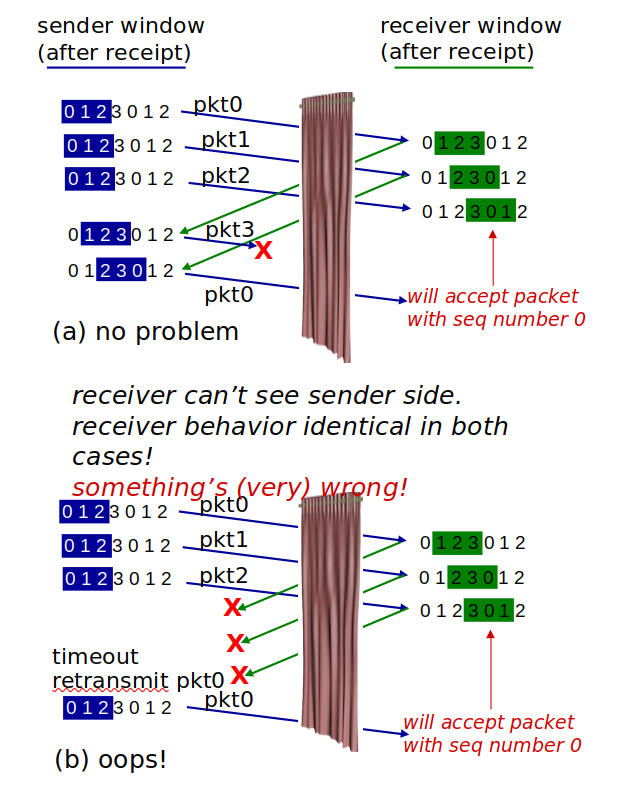 sender window
(after receipt)
receiver window
(after receipt)
0 1 2 3 0 1 2
pkt0
0 1 2 3 0 1 2
pkt1
0 1 2 3 0 1 2
0 1 2 3 0 1 2
pkt2
0 1 2 3 0 1 2
0 1 2 3 0 1 2
0 1 2 3 0 1 2
pkt3
X
0 1 2 3 0 1 2
pkt0
will accept packet
with seq number 0
(a) no problem
receiver can't see sender side.
receiver behavior identical in both
cases!
something's (very) wrong!
0 1 2 3 0 1 2
pkt0
0 1 2 3 0 1 2
pkt1
0 1 2 3 0 1 2
0 1 2 3 0 1 2
pkt2
0 1 2 3 0 1 2
X
0 1 2 3 0 1 2
X
timeout
retransmit pkt0
X
0 1 2 3 0 1 2
pkt0
will accept packet
with seq number 0
(b) oops!